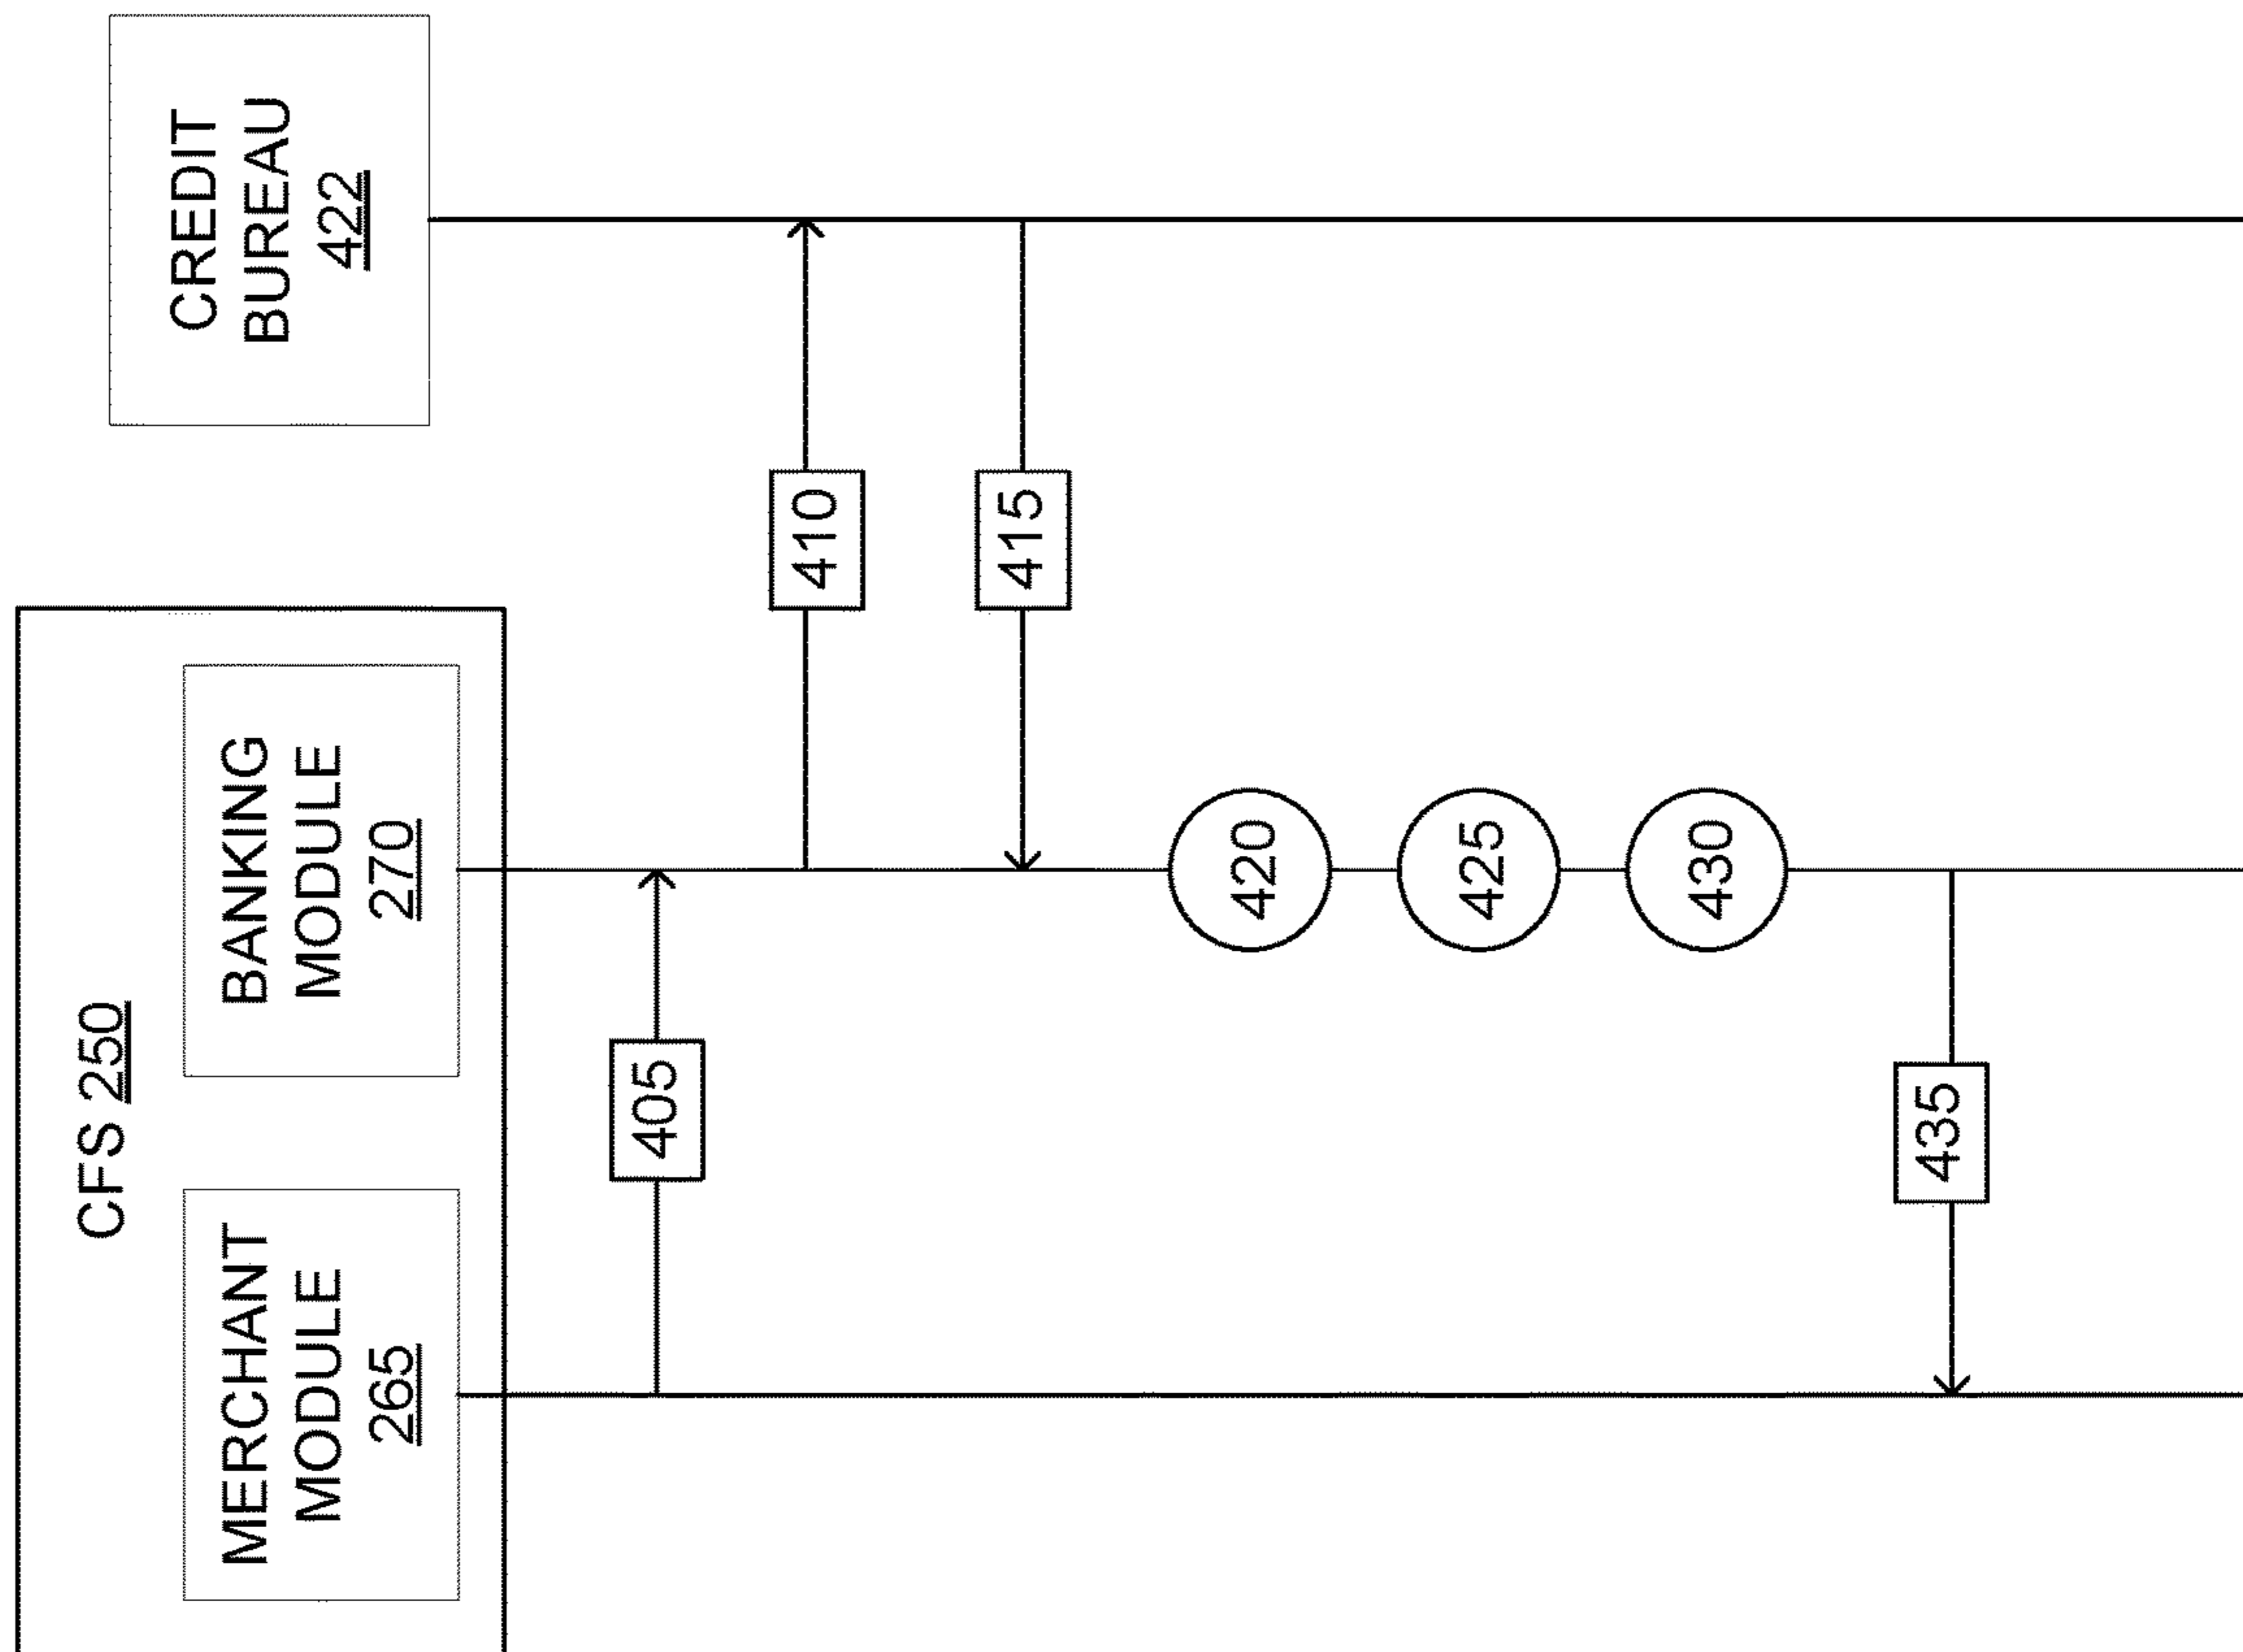 CFS 250
MERCHANT
MODULE
265
BANKING
MODULE
270
CREDIT
BUREAU
422
405
410
415
420
425
430
435